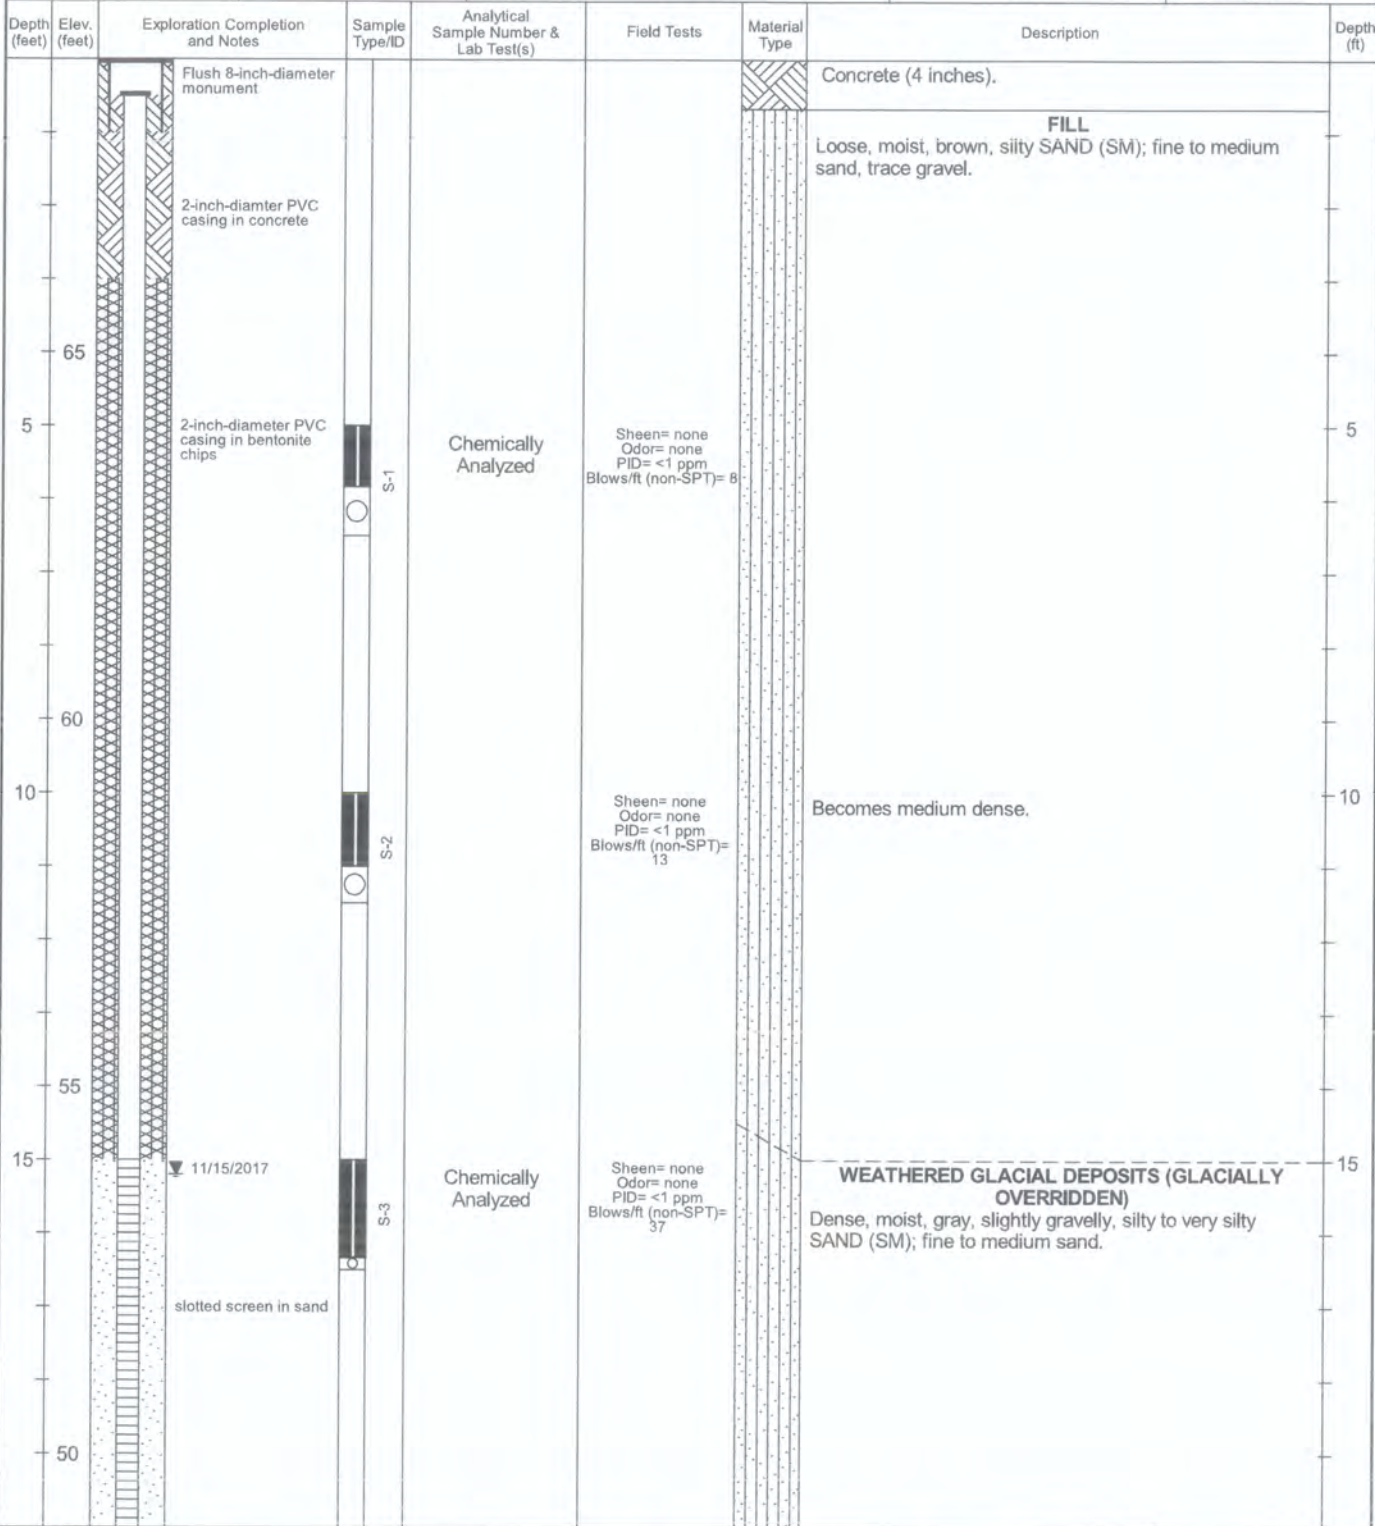 Depth
(feet)
Elev.
(feet)
Exploration Completion
and Notes
Sample
Type/ID
Analytical
Sample Number &
Lab Test(s)
Field Tests
Material
Type
Description
Depth
(ft)
Flush 8-inch-diameter
monument
Concrete (4 inches).
FILL
Loose, moist, brown, silty SAND (SM); fine to medium
sand, trace gravel.
2-inch-diamter PVC
casing in concrete
65
5
2-inch-diameter PVC
casing in bentonite
chips
S-1
Chemically
Analyzed
Sheen= none
Odor= none
PID= <1 ppm
Blows/ft (non-SPT)= 8
5
60
10
S-2
Sheen= none
Odor= none
PID= <1 ppm
Blows/ft (non-SPT)=
13
Becomes medium dense.
10
55
15
11/15/2017
S-3
Chemically
Analyzed
Sheen= none
Odor= none
PID= <1 ppm
Blows/ft (non-SPT)=
37
WEATHERED GLACIAL DEPOSITS (GLACIALLY
OVERRIDDEN)
Dense, moist, gray, slightly gravelly, silty to very silty
SAND (SM); fine to medium sand.
15
slotted screen in sand
50